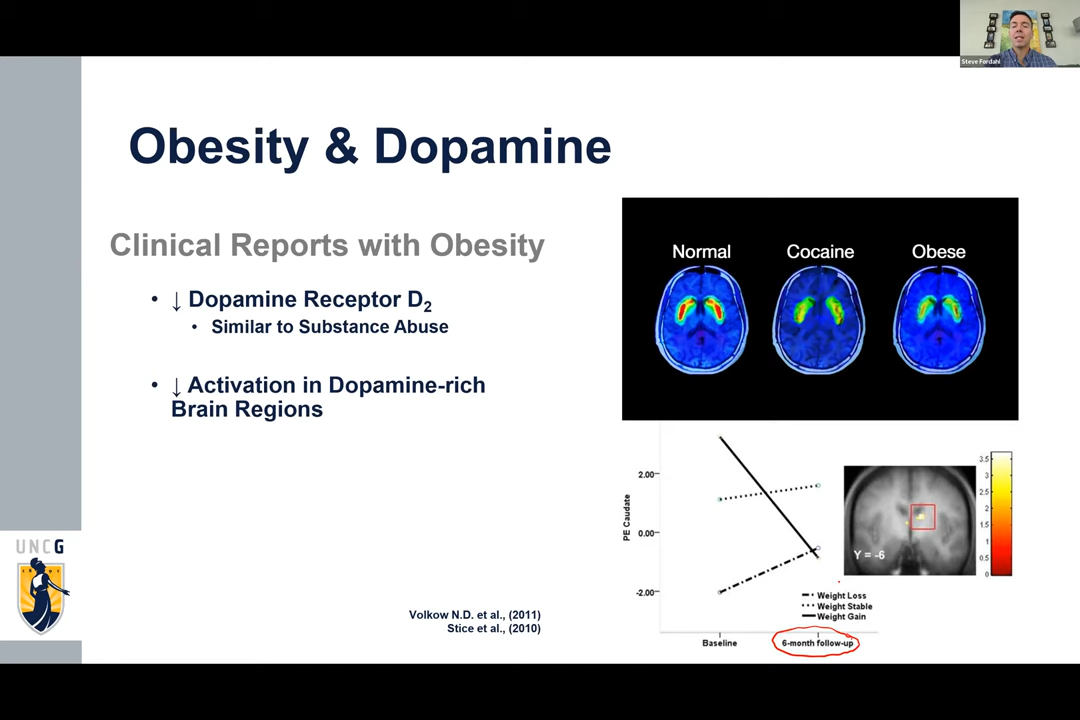 Steve Fordahl
Obesity & Dopamine
Clinical Reports with Obesity
• ↓ Dopamine Receptor D₂
• Similar to Substance Abuse
• ↓ Activation in Dopamine-rich
Brain Regions
Volkow N.D. et al., (2011)
Stice et al., (2010)
UNCG
Normal Cocaine Obese
PE Caudate
2.00
0.00
-2.00
Weight Loss
Weight Stable
Weight Gain
Baseline 6-month follow-up
Y = -6
3.5
3
2.5
2
1.5
1
0.5
0